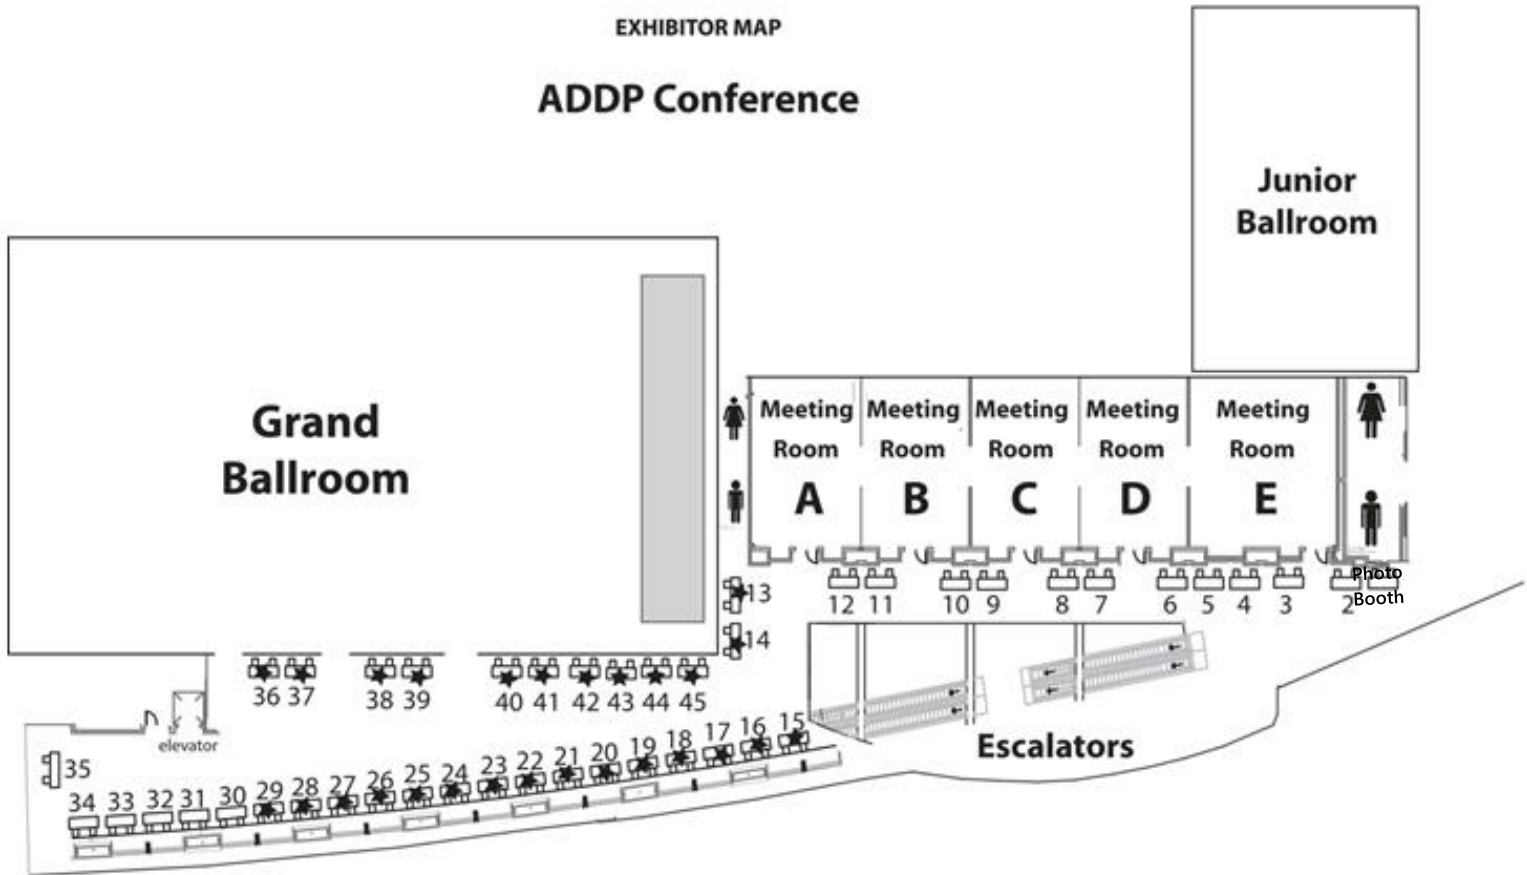 EXHIBITOR MAP
ADDP Conference
Junior
Ballroom
Grand
Ballroom
Meeting
Room
A
Meeting
Room
B
Meeting
Room
C
Meeting
Room
D
Meeting
Room
E
12 11 10 9 8 7 6 5 4 3 2
Photo
Booth
13
14
36 37 38 39 40 41 42 43 44 45
elevator
Escalators
35
34 33 32 31 30 29 28 27 26 25 24 23 22 21 20 19 18 17 16 15